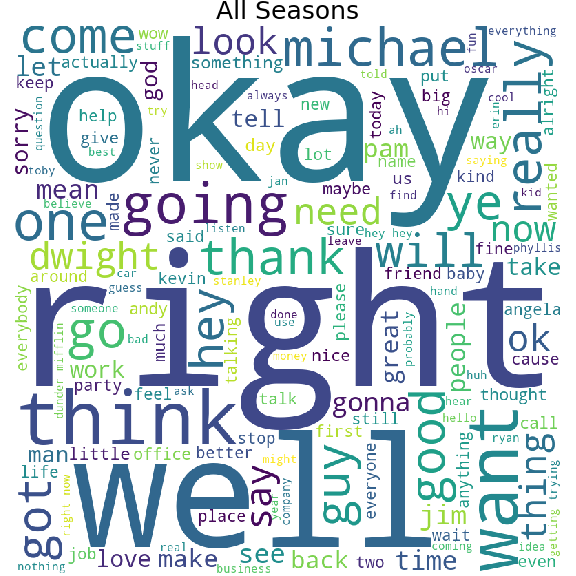 All Seasons
come
wow
stuff
look
michael
fun
everything
let
actually
something
okay
told
oscar
really
alright
keep
god
head
always
put
cool
sorry
question
help
try
tell
new
big
today
hi
erin
give
best
never
day
lot
pam
ah
way
saying
toby
show
name
mean
jan
maybe
us
kind
kid
wanted
believe
made
going
need
find
ye
one
said
listen
sure
hey hey
now
dwight
thank
leave
will
fine
phyllis
around
car
kevin
stanley
friend
baby
take
everybody
guess
right
hand
angela
someone
andy
hey
talking
done
use
please
great
probably
people
ok
go
bad
much
money
nice
cause
work
dunder mifflin
party
feel
ask
talk
gonna
huh
thought
think
stop
still
hear
hello
good
want
thing
call
man
little
office
better
first
guy
everyone
anything
ryan
life
well
might
say
got
place
year
company
jim
wait
idea
getting
trying
right now
job
love
real
make
see
back
two
time
coming
even
nothing
business